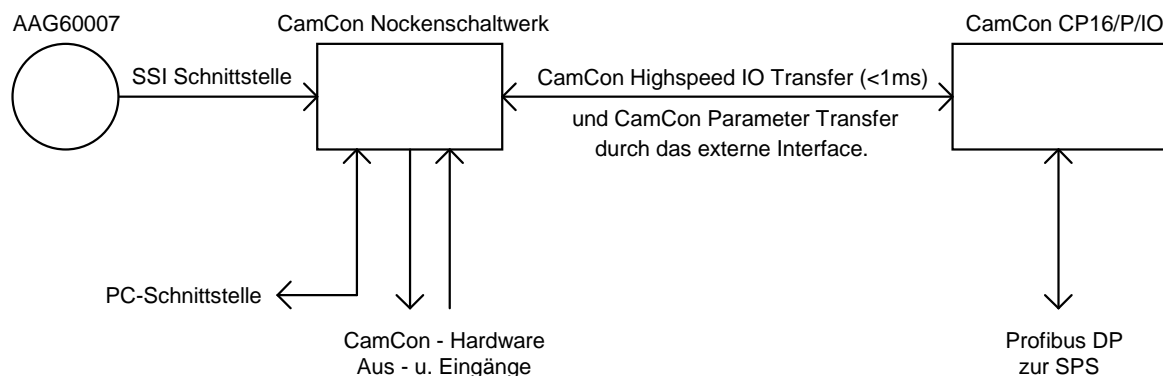 AAG60007
CamCon Nockenschaltwerk
CamCon CP16/P/IO
SSI Schnittstelle
CamCon Highspeed IO Transfer (<1ms)
und CamCon Parameter Transfer
durch das externe Interface.
PC-Schnittstelle
CamCon - Hardware
Aus - u. Eingänge
Profibus DP
zur SPS